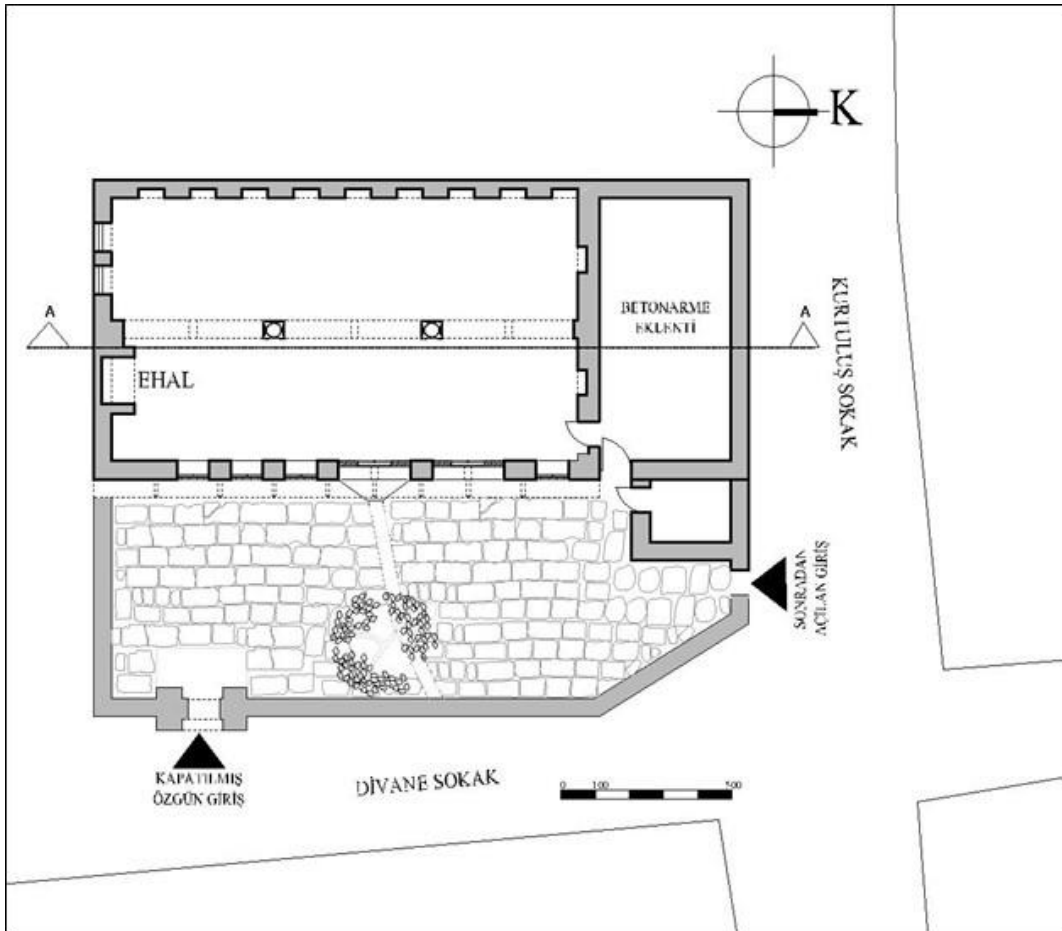 K
BETONARME
EKLENTİ
KURTULUŞ SOKAK
A
A
EHAL
SONRADAN
AÇILAN GİRİŞ
KAPATILMIŞ
ÖZGÜN GİRİŞ
DİVANE SOKAK
0 100 500